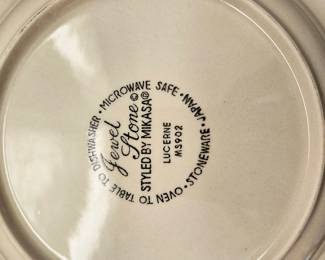 OVEN TO TABLE TO DISHWASHER • MICROWAVE SAFE • JAPAN • STONEWARE •
Jewel
Stone©
STYLED BY MIKASA®
LUCERNE
MS902